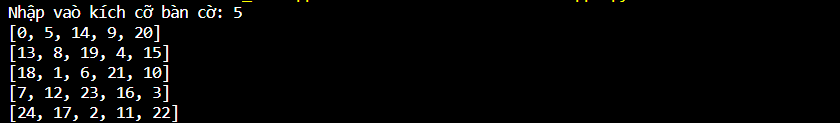 Nhập vaò kích cỡ bàn cờ: 5
[0, 5, 14, 9, 20]
[13, 8, 19, 4, 15]
[18, 1, 6, 21, 10]
[7, 12, 23, 16, 3]
[24, 17, 2, 11, 22]